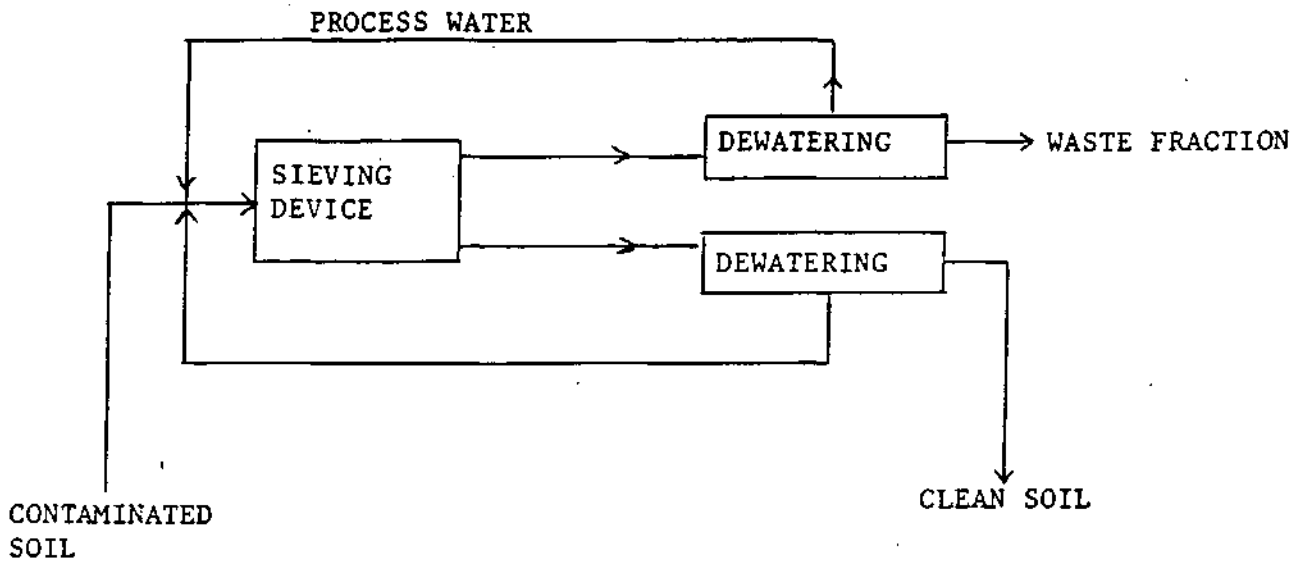 PROCESS WATER
DEWATERING
WASTE FRACTION
SIEVING
DEVICE
DEWATERING
CLEAN SOIL
CONTAMINATED
SOIL